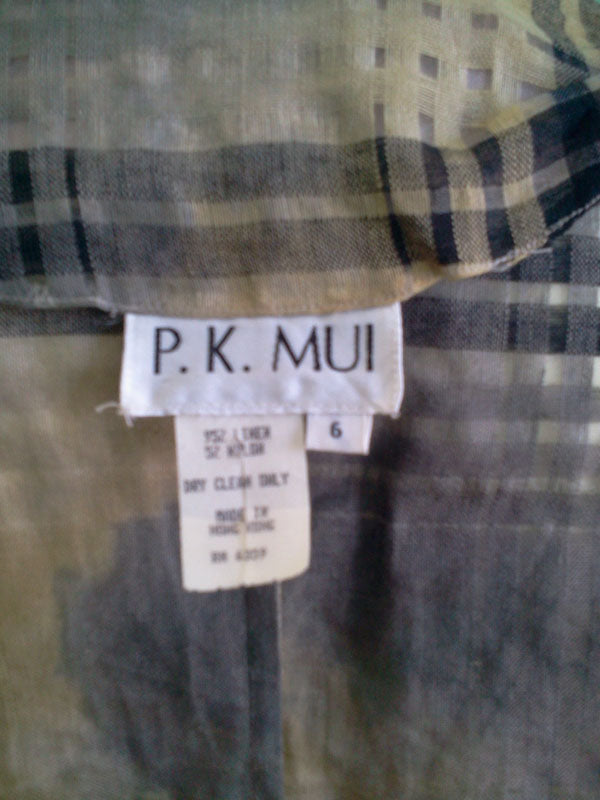 P. K. MUI
6
95% LINEN
5% NYLON
DRY CLEAN ONLY
MADE IN
HONG KONG
RN